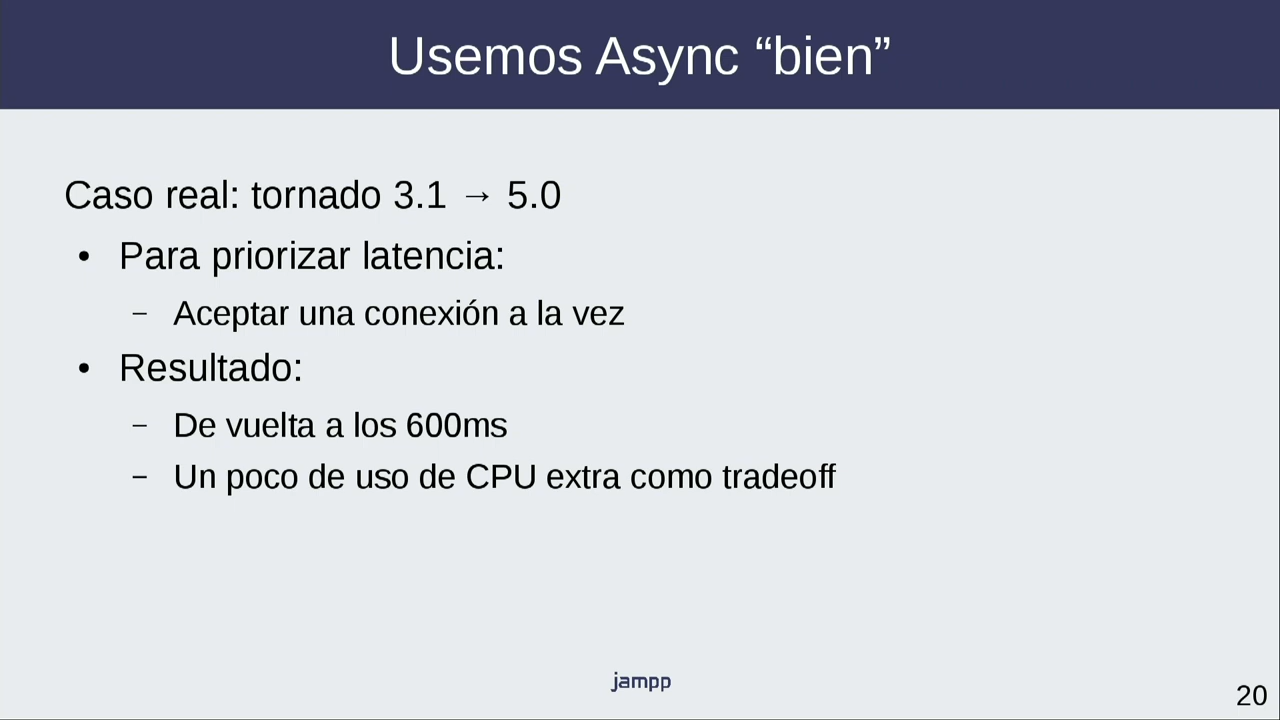 Usemos Async “bien”
Caso real: tornado 3.1 → 5.0
• Para priorizar latencia:
– Aceptar una conexión a la vez
• Resultado:
– De vuelta a los 600ms
– Un poco de uso de CPU extra como tradeoff
jampp
20